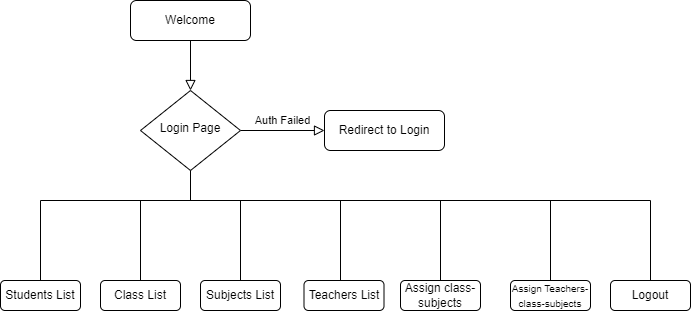 Welcome
Login Page
Auth Failed
Redirect to Login
Students List
Class List
Subjects List
Teachers List
Assign class-
subjects
Assign Teachers-
class-subjects
Logout